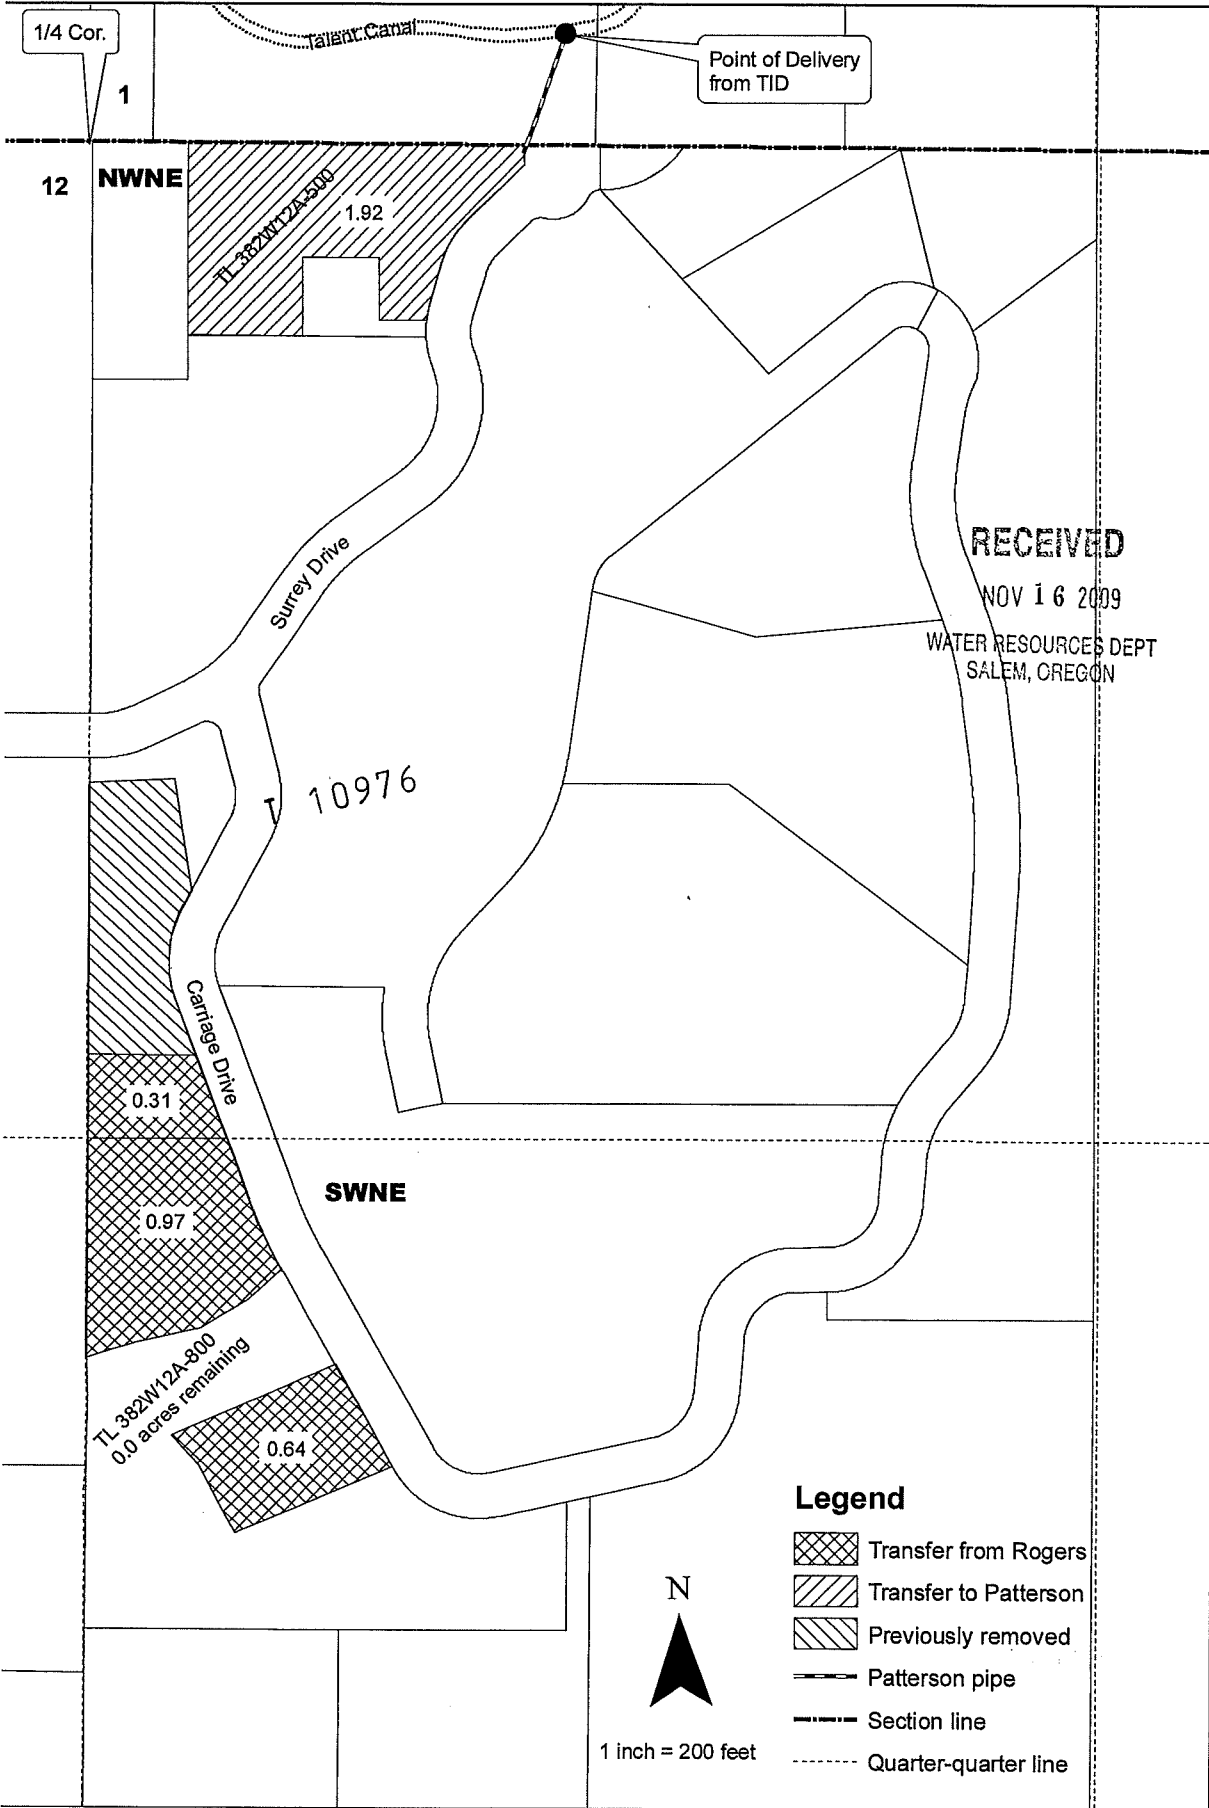 1/4 Cor.
Talent Canal
Point of Delivery
from TID
1
12
NWNE
TL 382W12A-500
1.92
Surrey Drive
RECEIVED
NOV 16 2009
WATER RESOURCES DEPT
SALEM, OREGON
T 10976
Carriage Drive
0.31
SWNE
0.97
TL 382W12A-800
0.0 acres remaining
0.64
Legend
Transfer from Rogers
Transfer to Patterson
Previously removed
Patterson pipe
Section line
Quarter-quarter line
N
1 inch = 200 feet